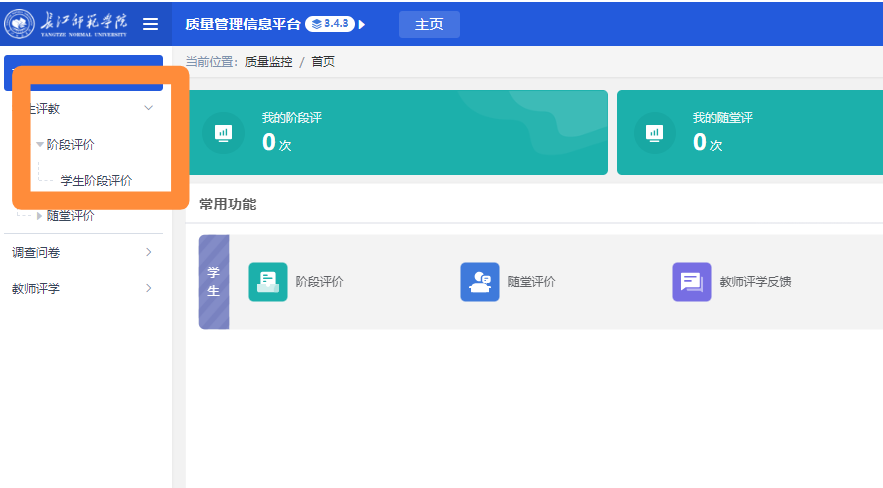 长江师范学院
YANGTZE NORMAL UNIVERSITY
质量管理信息平台 3.4.3 主页
当前位置: 质量监控 / 首页
生评教
阶段评价
学生阶段评价
随堂评价
调查问卷
教师评学
我的阶段评
0 次
我的随堂评
0 次
常用功能
学生
阶段评价
随堂评价
教师评学反馈